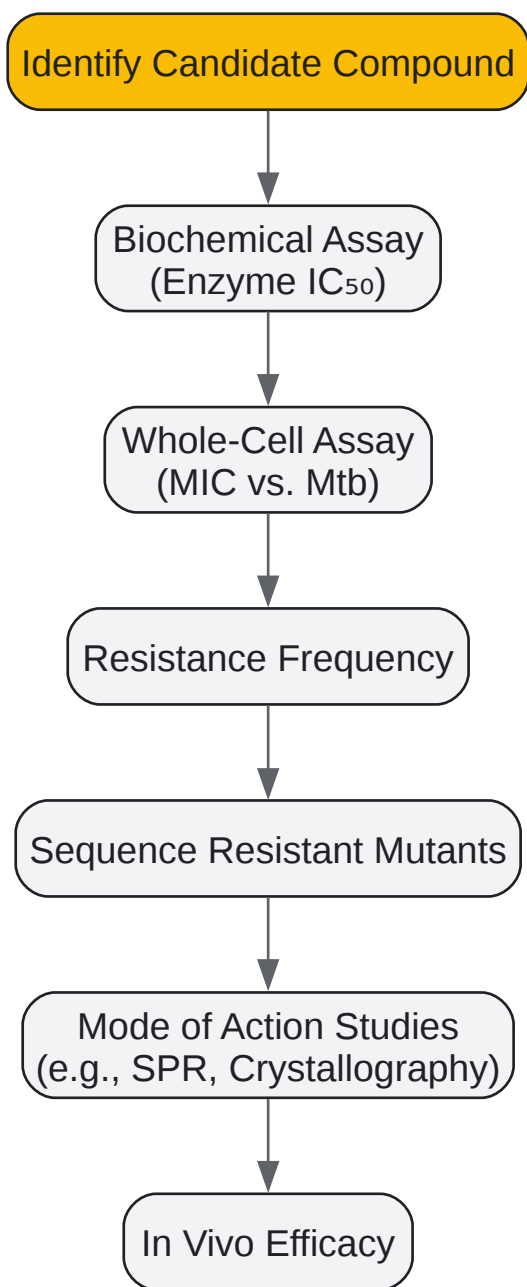 Identify Candidate Compound
Biochemical Assay
(Enzyme IC₅₀)
Whole-Cell Assay
(MIC vs. Mtb)
Resistance Frequency
Sequence Resistant Mutants
Mode of Action Studies
(e.g., SPR, Crystallography)
In Vivo Efficacy